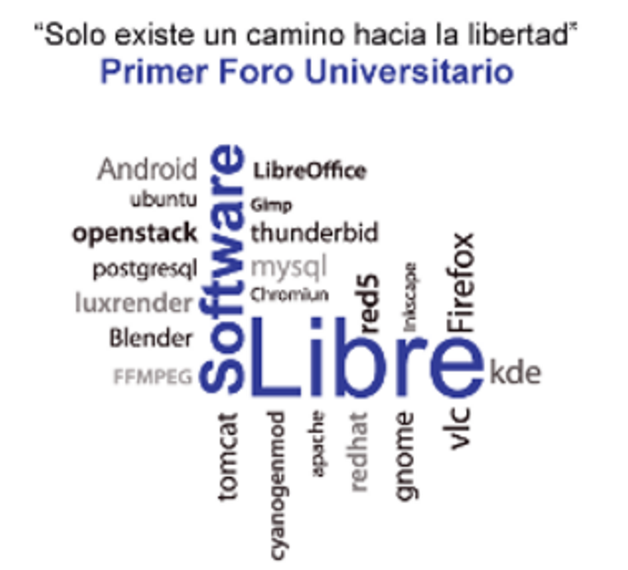 “Solo existe un camino hacia la libertad”
Primer Foro Universitario
Android
ubuntu
openstack
postgresql
luxrender
Blender
FFMPEG
Software
LibreOffice
Gimp
thunderbid
mysql
Chromiun
Libre
red5
Inkscape
Firefox
kde
tomcat
cyanogenmod
apache
redhat
gnome
vlc